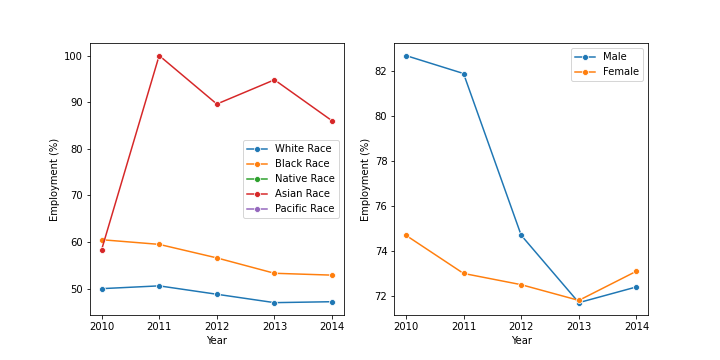 100
90
80
70
60
50
Employment (%)
2010 2011 2012 2013 2014
Year
White Race
Black Race
Native Race
Asian Race
Pacific Race
82
80
78
76
74
72
Employment (%)
2010 2011 2012 2013 2014
Year
Male
Female